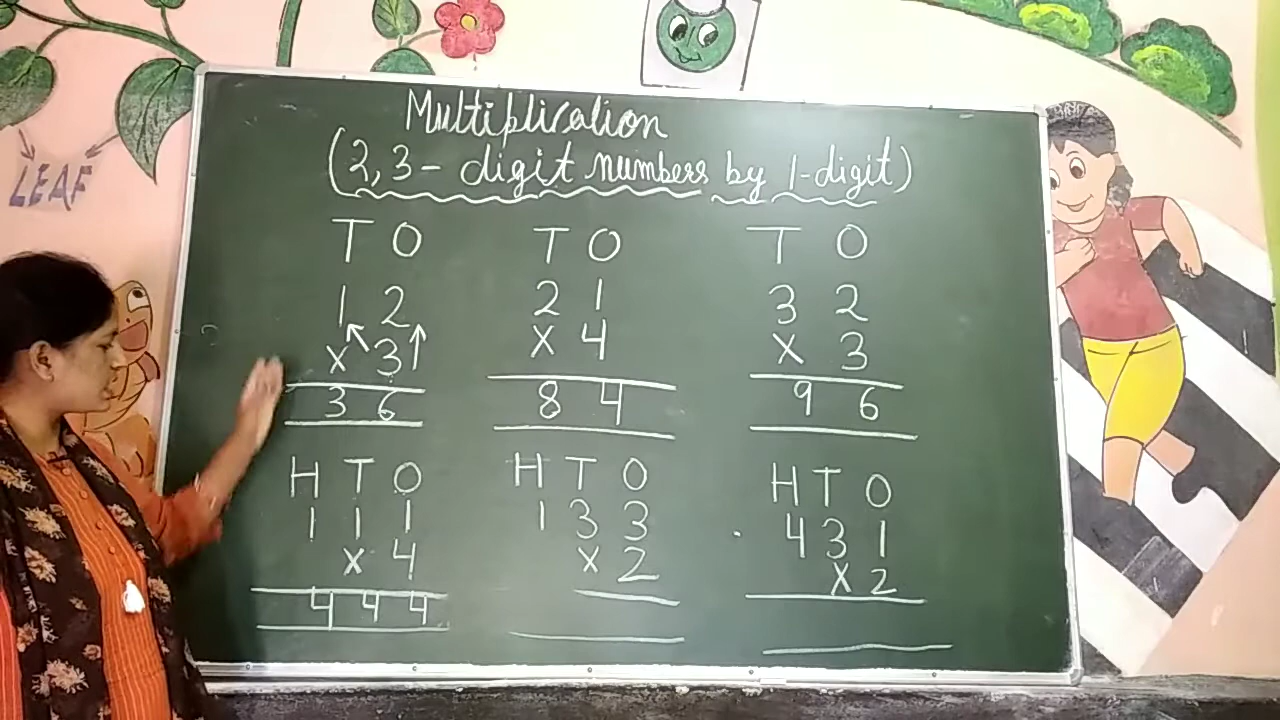 Multiplication
(2,3 - digit numbers by 1-digit)
LEAF
T O
1 2
x 3
3 6
T O
2 1
x 4
8 4
T O
3 2
x 3
9 6
H T O
1 1 1
x 4
4 4 4
H T O
1 3 3
x 2
H T O
4 3 1
x 2